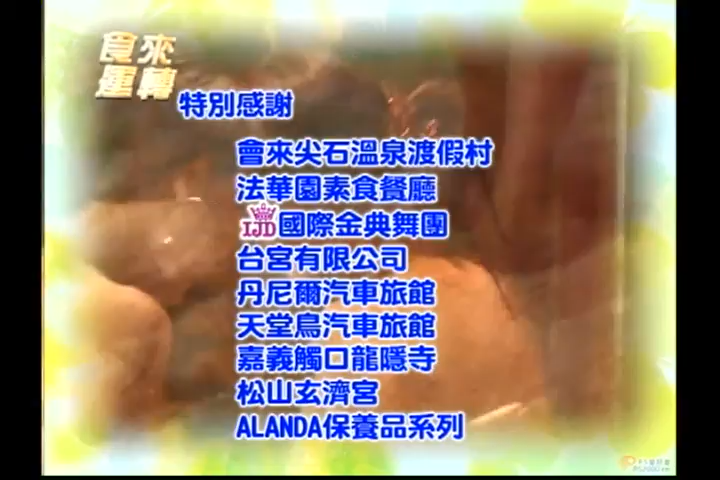 食來
運轉
特別感謝
會來尖石溫泉渡假村
法華園素食餐廳
IJD 國際金典舞團
台宮有限公司
丹尼爾汽車旅館
天堂鳥汽車旅館
嘉義觸口龍隱寺
松山玄濟宮
ALANDA保養品系列